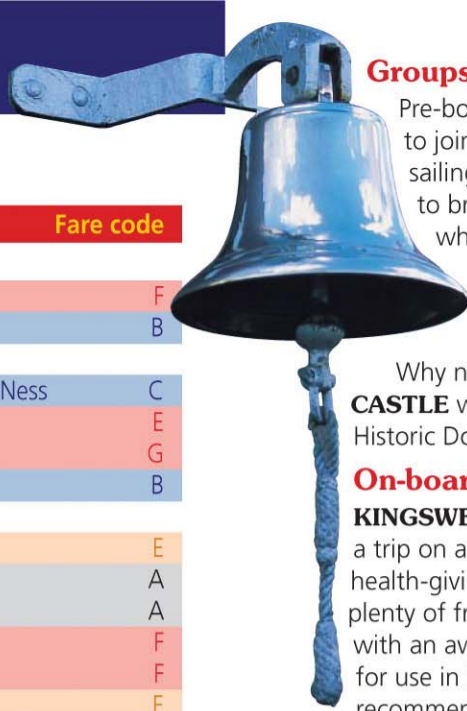 Fare code
F
B
Ness C
E
G
B
E
A
A
F
F
E
Groups
Pre-bo
to join
sailing
to br
wh
Why n
CASTLE w
Historic Do
On-boar
KINGSWE
a trip on a
health-givi
plenty of fr
with an av
for use in
recommen